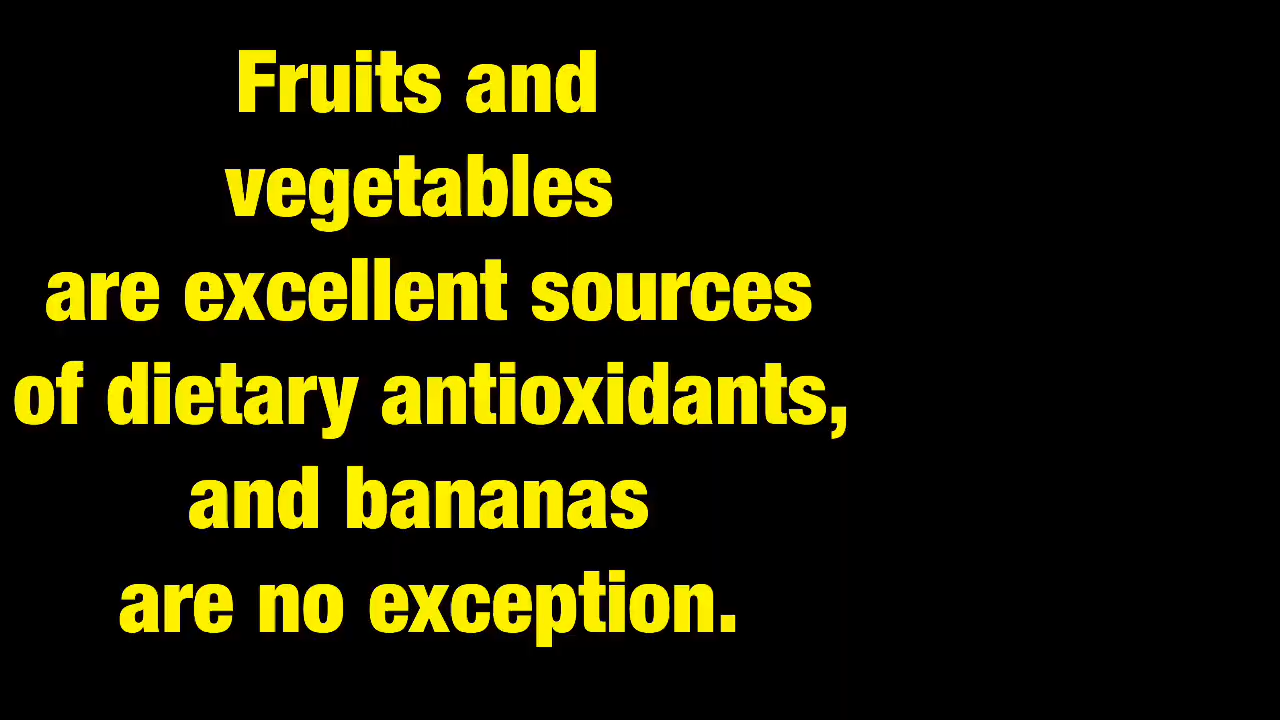 Fruits and
vegetables
are excellent sources
of dietary antioxidants,
and bananas
are no exception.